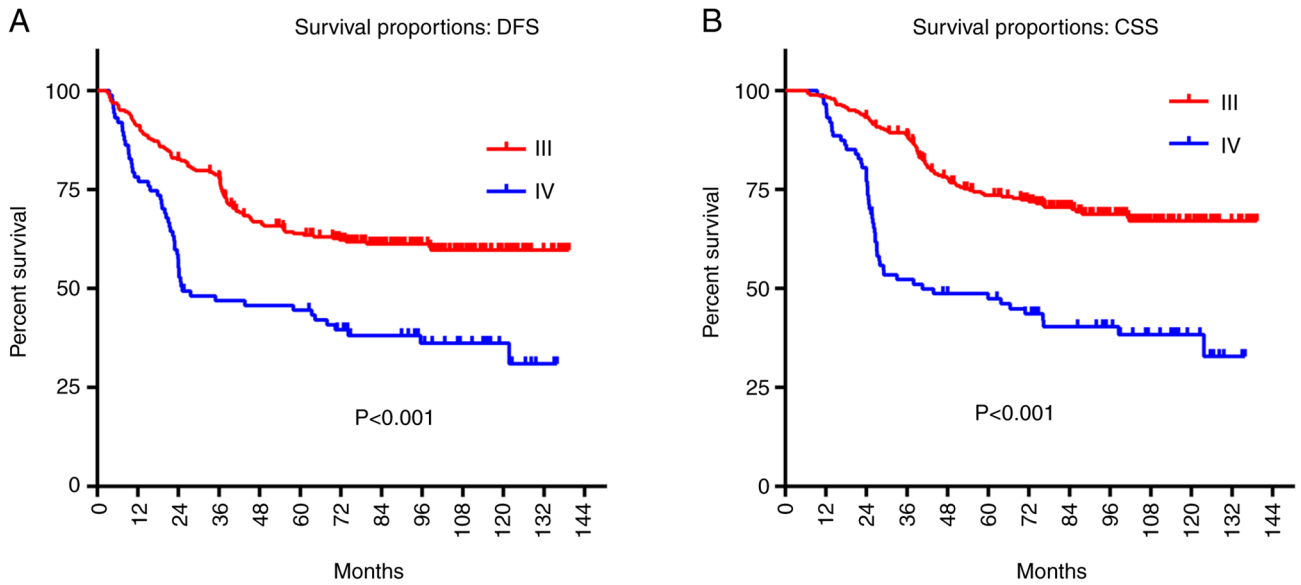 A
Survival proportions: DFS
100
75
50
25
0
Percent survival
III
IV
P<0.001
0 12 24 36 48 60 72 84 96 108 120 132 144
Months
B
Survival proportions: CSS
100
75
50
25
0
Percent survival
III
IV
P<0.001
0 12 24 36 48 60 72 84 96 108 120 132 144
Months